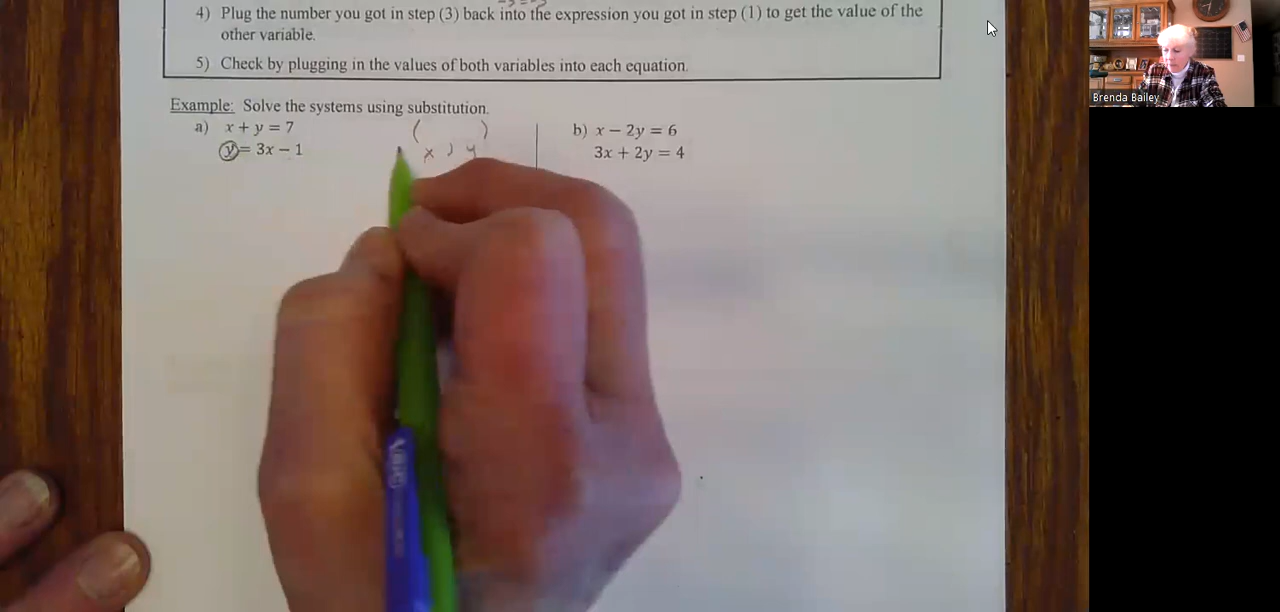 4) Plug the number you got in step (3) back into the expression you got in step (1) to get the value of the
other variable.
5) Check by plugging in the values of both variables into each equation.
Example: Solve the systems using substitution.
a) x + y = 7
y = 3x − 1
( )
x , y
b) x − 2y = 6
3x + 2y = 4
Brenda Bailey